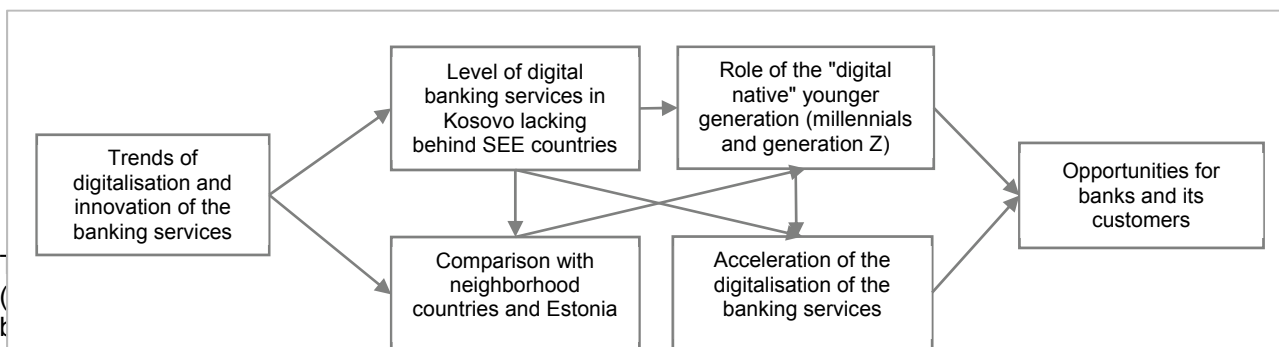 Trends of
digitalisation and
innovation of the
banking services
Level of digital
banking services in
Kosovo lacking
behind SEE countries
Role of the "digital
native" younger
generation (millennials
and generation Z)
Comparison with
neighborhood
countries and Estonia
Acceleration of the
digitalisation of the
banking services
Opportunities for
banks and its
customers
(